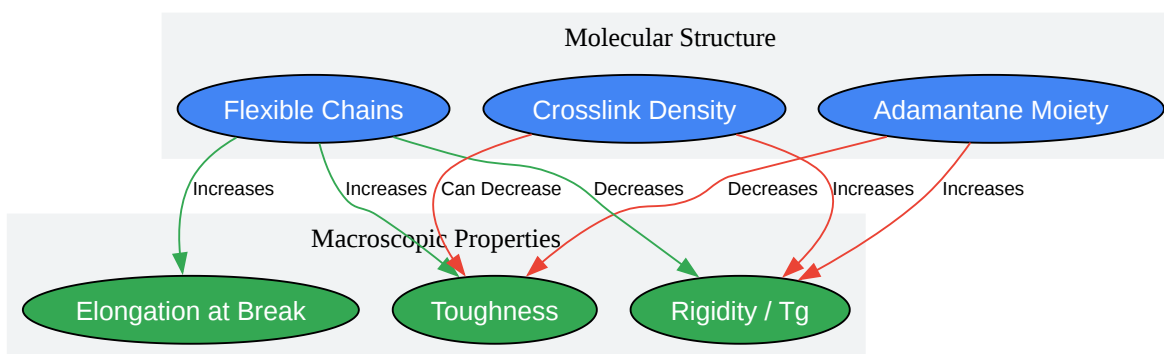 Molecular Structure
Flexible Chains
Crosslink Density
Adamantane Moiety
Increases
Increases
Can Decrease
Decreases
Decreases
Increases
Increases
Macroscopic Properties
Elongation at Break
Toughness
Rigidity / Tg